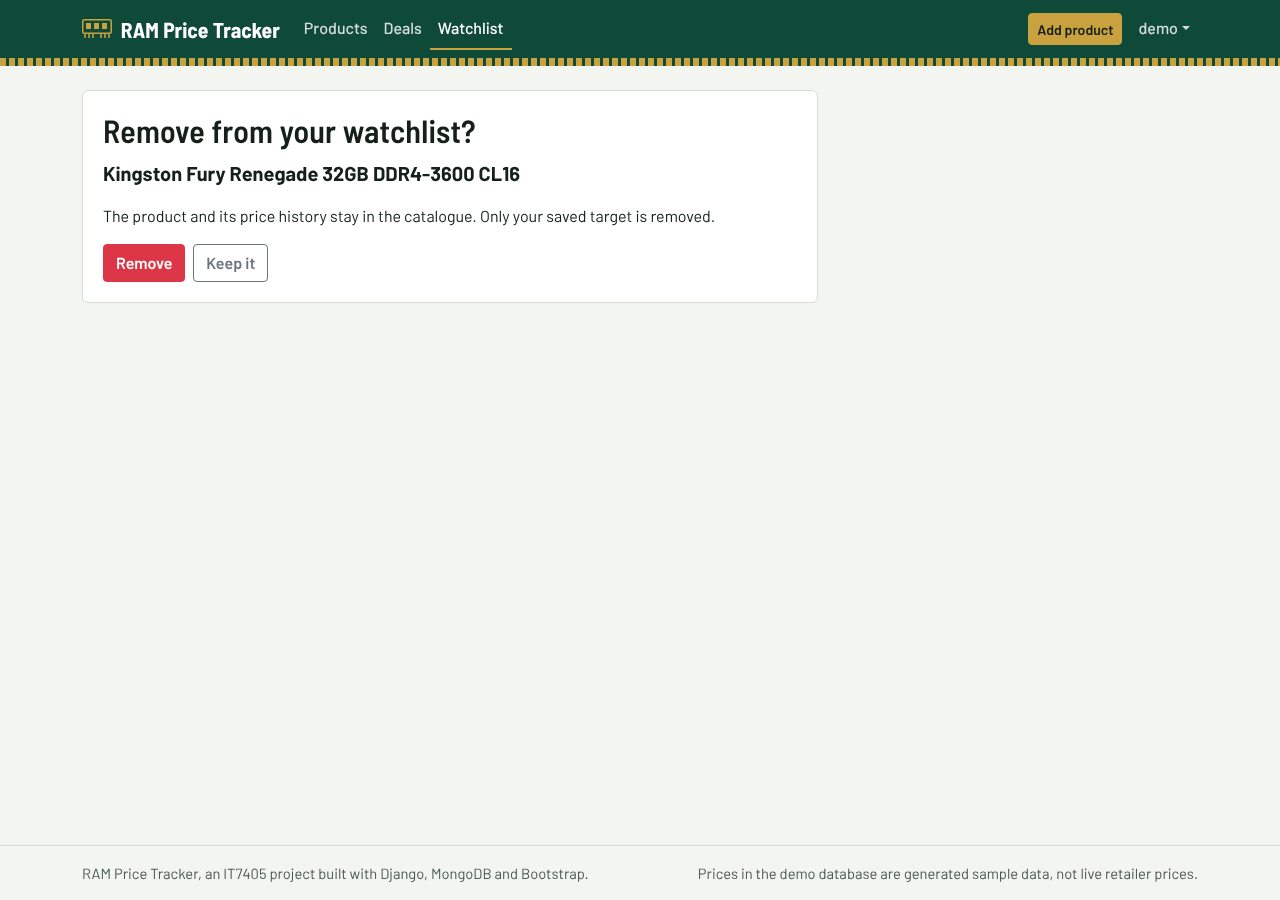 RAM Price Tracker Products Deals Watchlist Add product demo
Remove from your watchlist?
Kingston Fury Renegade 32GB DDR4-3600 CL16
The product and its price history stay in the catalogue. Only your saved target is removed.
Remove Keep it
RAM Price Tracker, an IT7405 project built with Django, MongoDB and Bootstrap. Prices in the demo database are generated sample data, not live retailer prices.